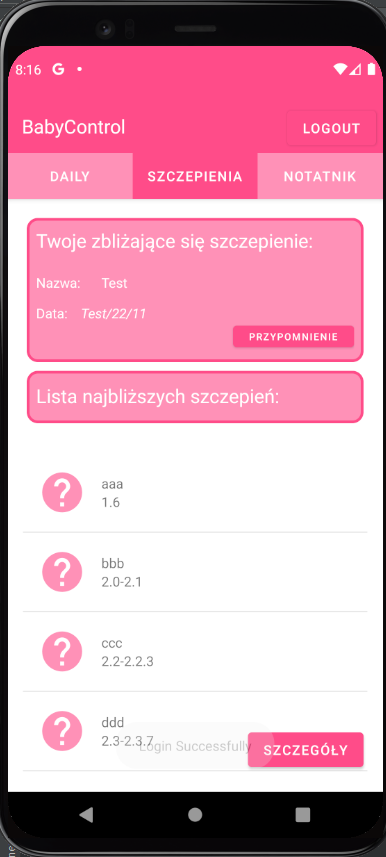 8:16 G
BabyControl
LOGOUT
DAILY SZCZEPIENIA NOTATNIK
Twoje zbliżające się szczepienie:
Nazwa: Test
Data: Test/22/11
PRZYPOMNIENIE
Lista najbliższych szczepień:
?
aaa
1.6
?
bbb
2.0-2.1
?
ccc
2.2-2.2.3
?
ddd
2.3-2.3.7
Login Successfully
SZCZEGÓŁY